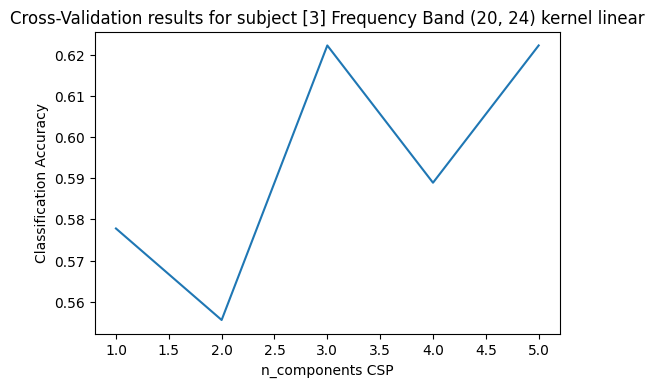 Cross-Validation results for subject [3] Frequency Band (20, 24) kernel linear
Classification Accuracy
0.62
0.61
0.60
0.59
0.58
0.57
0.56
1.0 1.5 2.0 2.5 3.0 3.5 4.0 4.5 5.0
n_components CSP